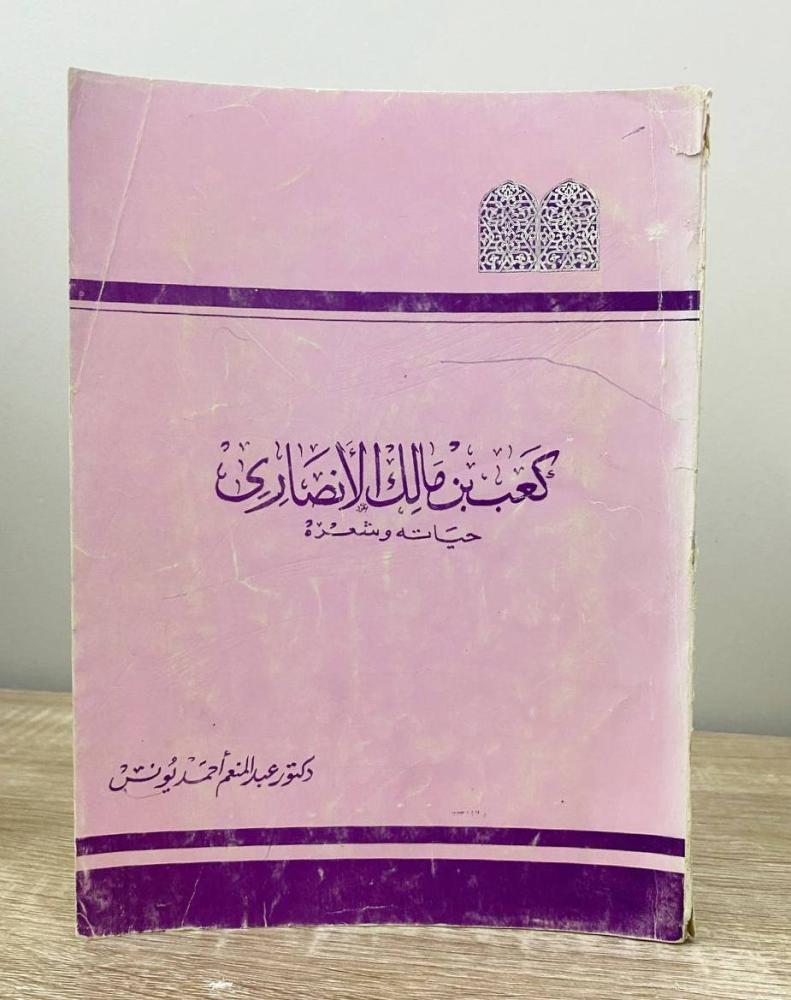 كعب بن مالك الأنصاري
حياته وشعره
دكتور عبد المنعم أحمد يونس